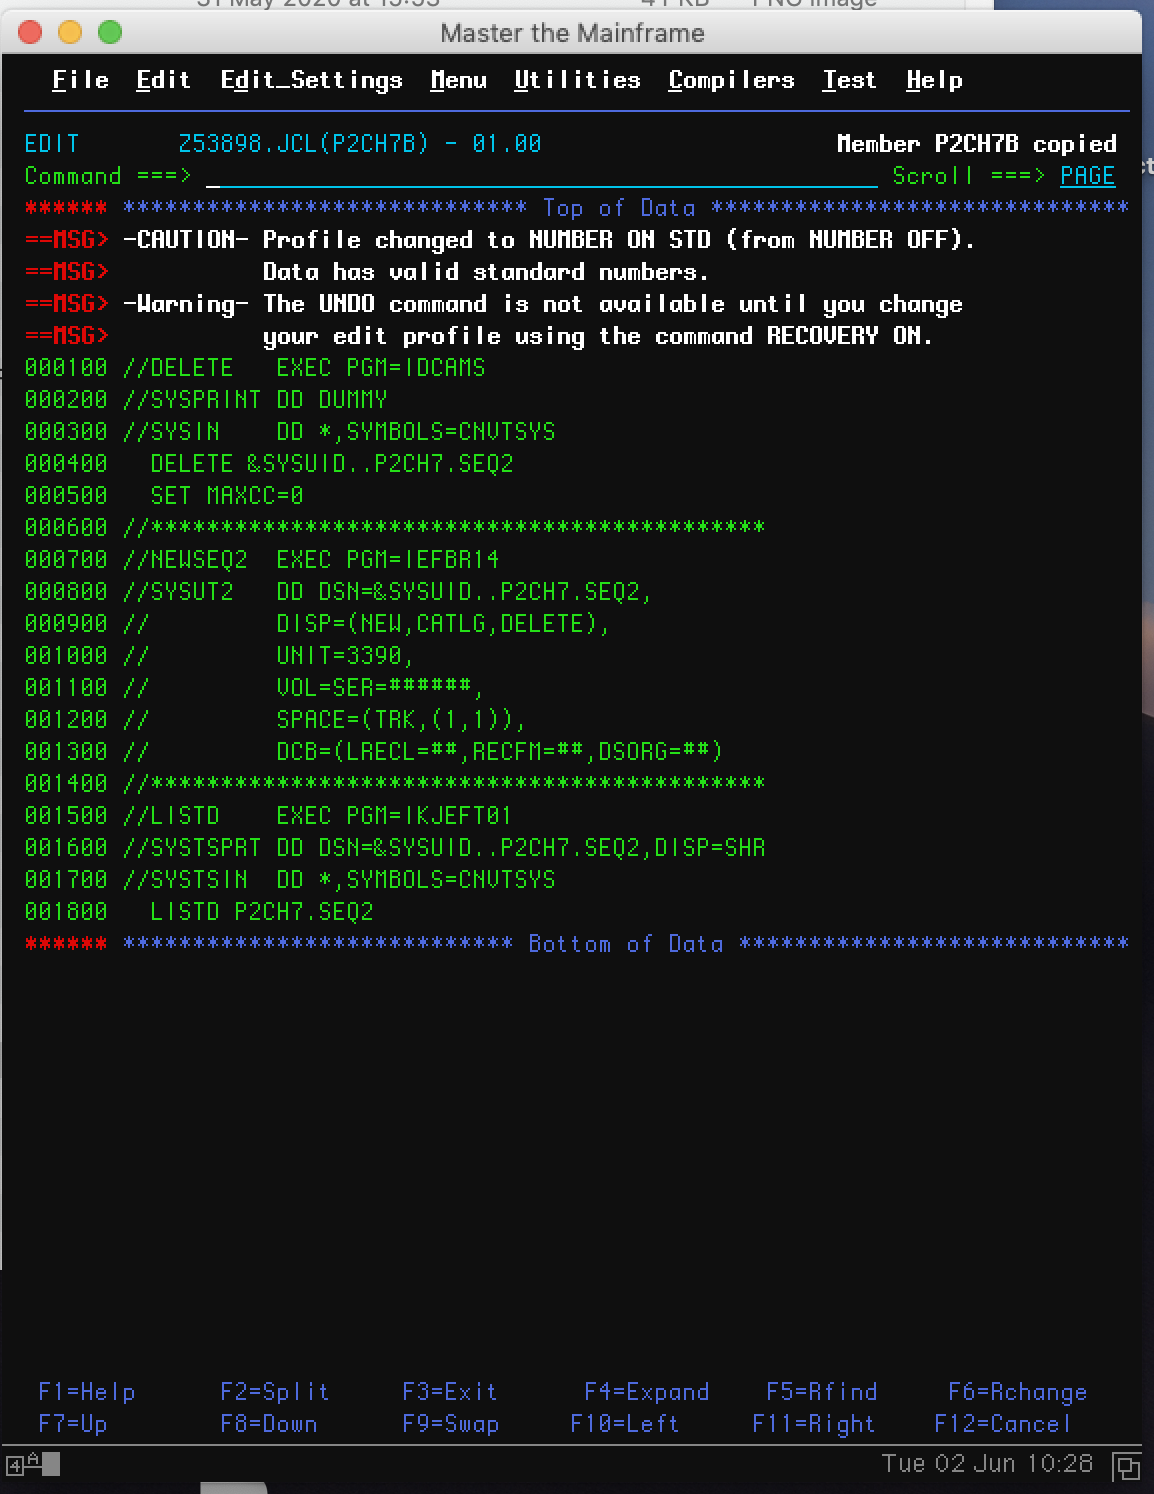 Master the Mainframe
File Edit Edit_Settings Menu Utilities Compilers Test Help
EDIT Z53898.JCL(P2CH7B) - 01.00 Member P2CH7B copied
Command ===> Scroll ===> PAGE
****** ***************************** Top of Data ******************************
==MSG> -CAUTION- Profile changed to NUMBER ON STD (from NUMBER OFF).
==MSG> Data has valid standard numbers.
==MSG> -Warning- The UNDO command is not available until you change
==MSG> your edit profile using the command RECOVERY ON.
000100 //DELETE   EXEC PGM=IDCAMS
000200 //SYSPRINT DD DUMMY
000300 //SYSIN    DD *,SYMBOLS=CNVTSYS
000400   DELETE &SYSUID..P2CH7.SEQ2
000500   SET MAXCC=0
000600 //********************************************
000700 //NEWSEQ2  EXEC PGM=IEFBR14
000800 //SYSUT2   DD DSN=&SYSUID..P2CH7.SEQ2,
000900 //         DISP=(NEW,CATLG,DELETE),
001000 //         UNIT=3390,
001100 //         VOL=SER=######,
001200 //         SPACE=(TRK,(1,1)),
001300 //         DCB=(LRECL=##,RECFM=##,DSORG=##)
001400 //********************************************
001500 //LISTD    EXEC PGM=IKJEFT01
001600 //SYSTSPRT DD DSN=&SYSUID..P2CH7.SEQ2,DISP=SHR
001700 //SYSTSIN  DD *,SYMBOLS=CNVTSYS
001800   LISTD P2CH7.SEQ2
****** **************************** Bottom of Data ****************************
F1=Help F2=Split F3=Exit F4=Expand F5=Rfind F6=Rchange
F7=Up F8=Down F9=Swap F10=Left F11=Right F12=Cancel
4 A Tue 02 Jun 10:28